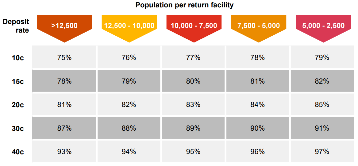 Population per return facility
Deposit rate >12,500 12,500 - 10,000 10,000 - 7,500 7,500 - 5,000 5,000 - 2,500
10c 75% 76% 77% 78% 79%
15c 78% 79% 80% 81% 82%
20c 81% 82% 83% 84% 85%
30c 87% 88% 89% 90% 91%
40c 93% 94% 95% 96% 97%